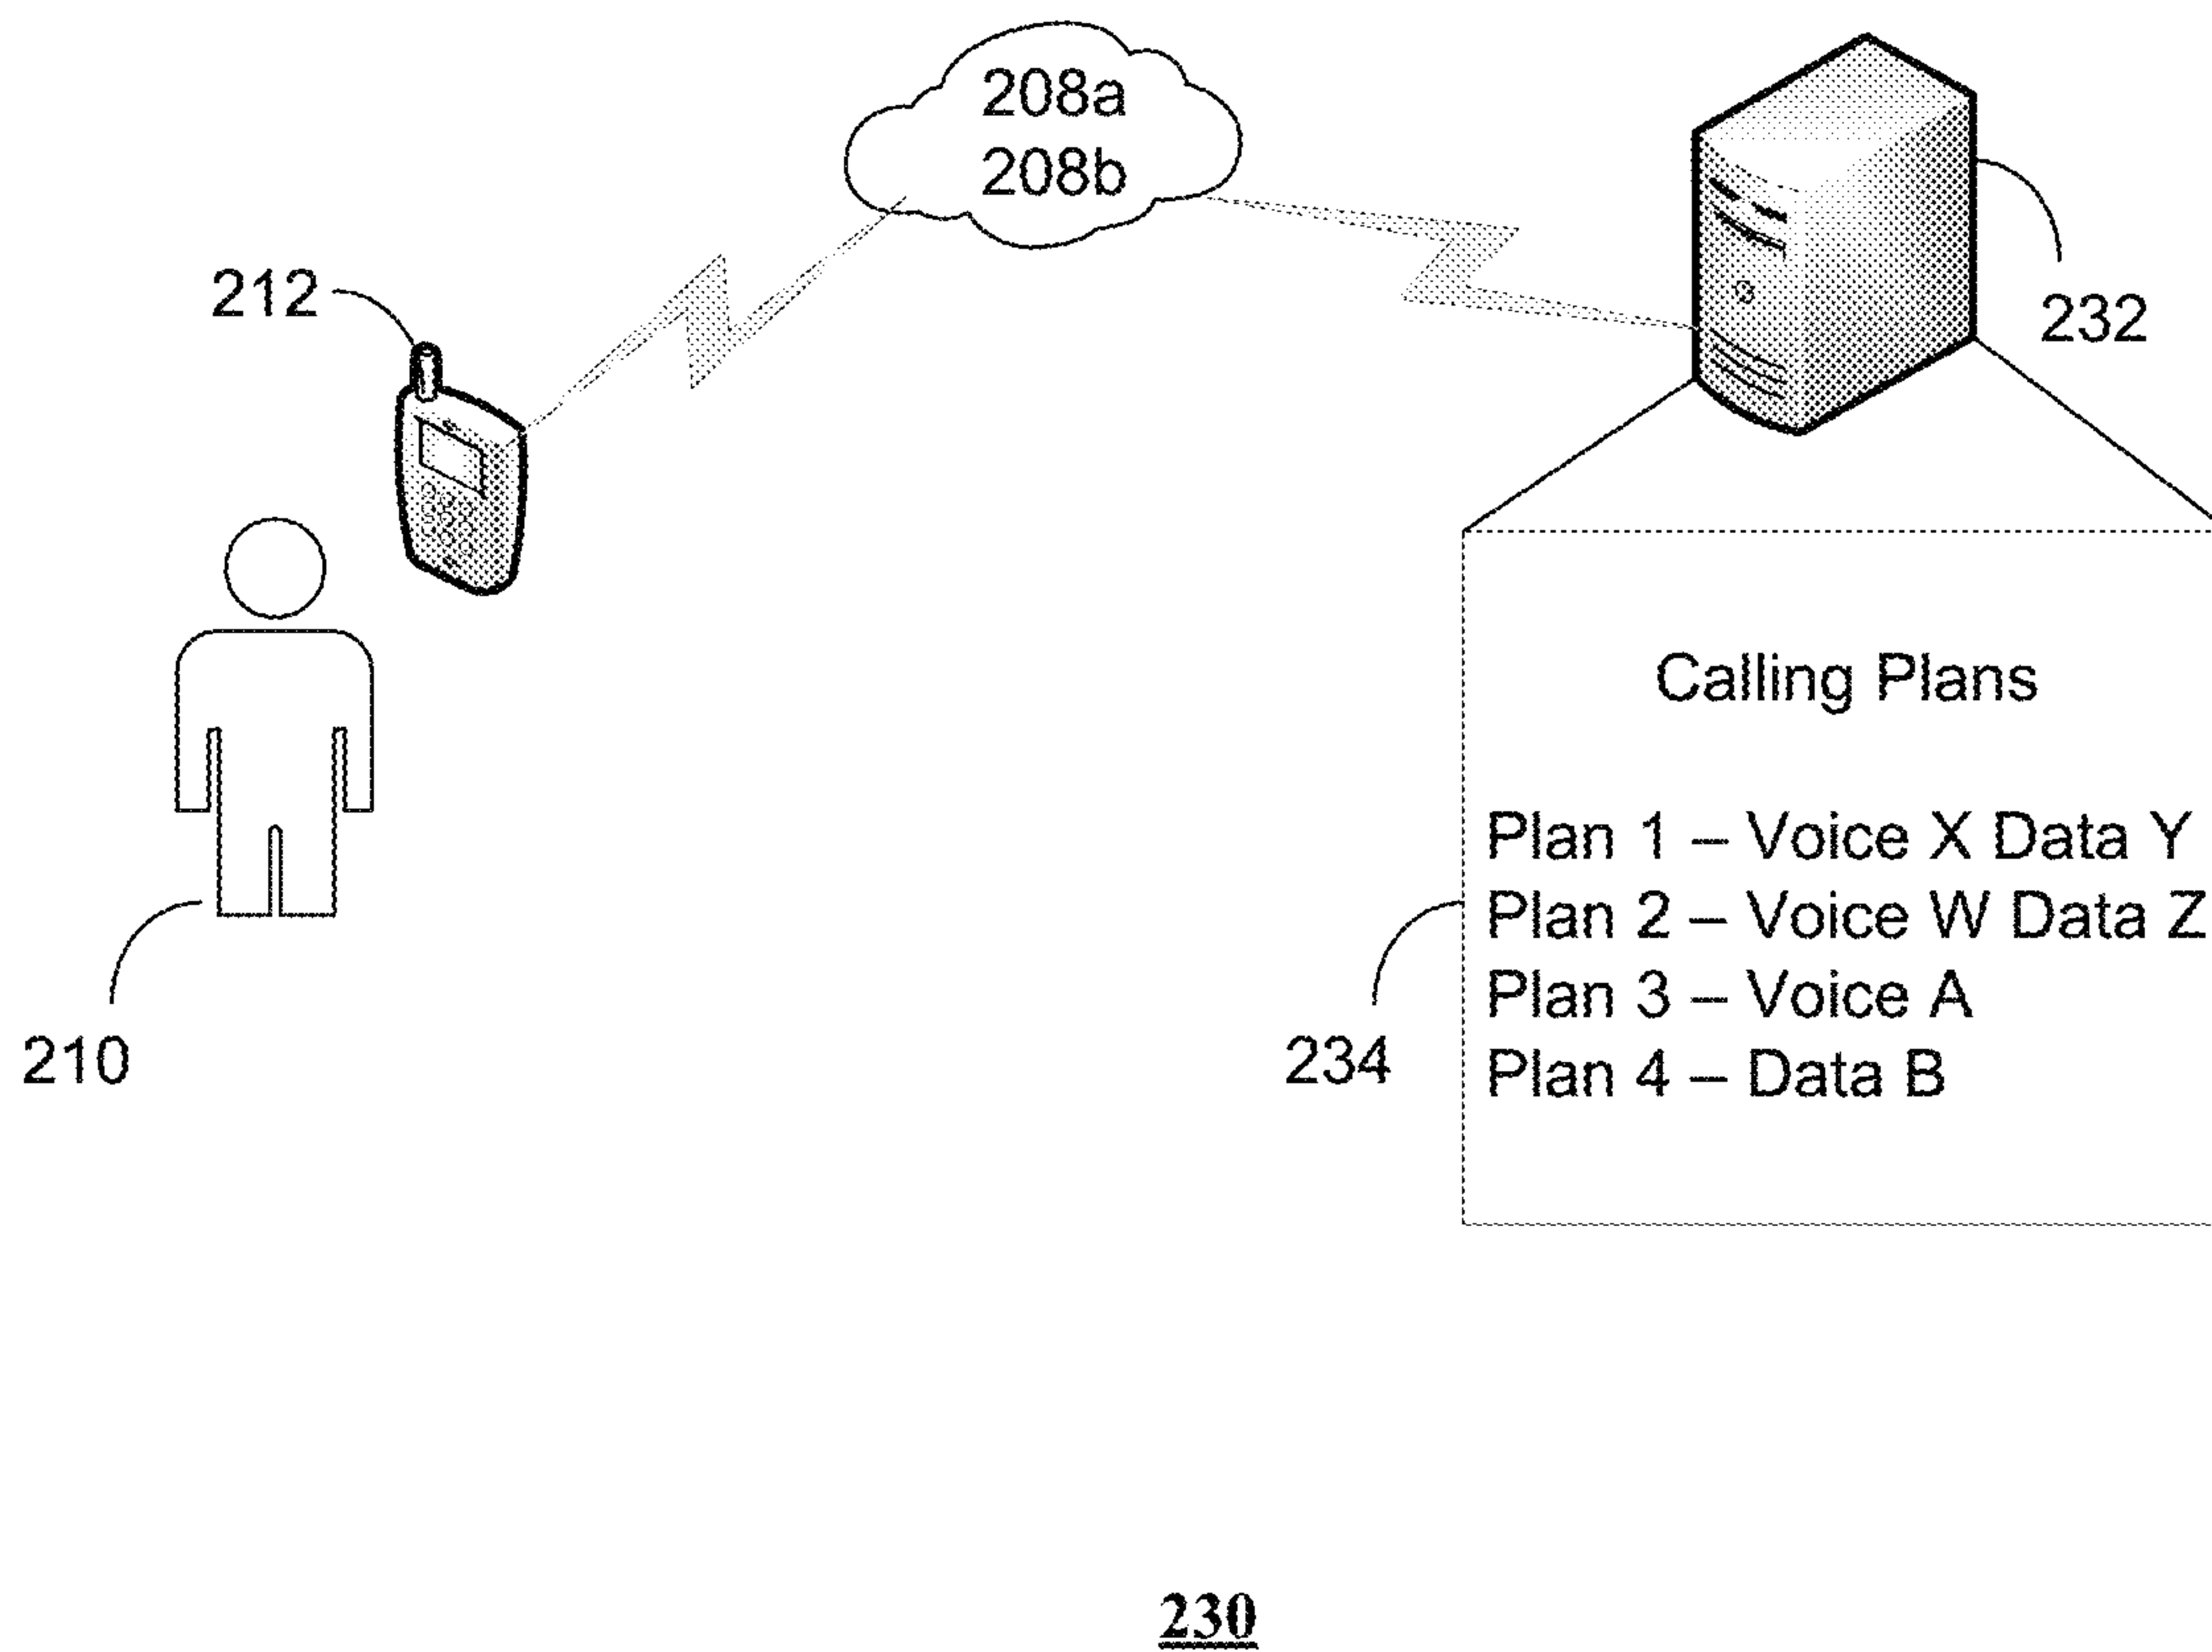 208a
208b
212
232
Calling Plans
Plan 1 – Voice X Data Y
Plan 2 – Voice W Data Z
Plan 3 – Voice A
Plan 4 – Data B
210
234
230